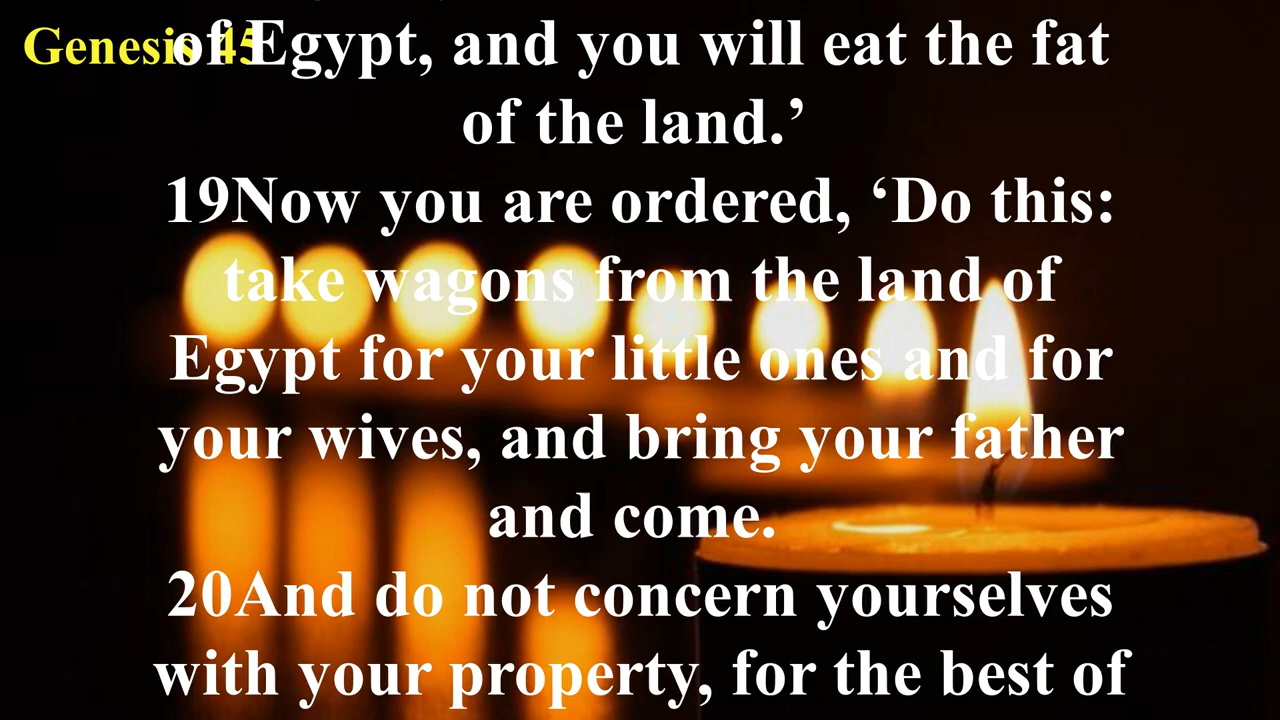 Genesis 45
of Egypt, and you will eat the fat
of the land.’
19Now you are ordered, ‘Do this:
take wagons from the land of
Egypt for your little ones and for
your wives, and bring your father
and come.
20And do not concern yourselves
with your property, for the best of